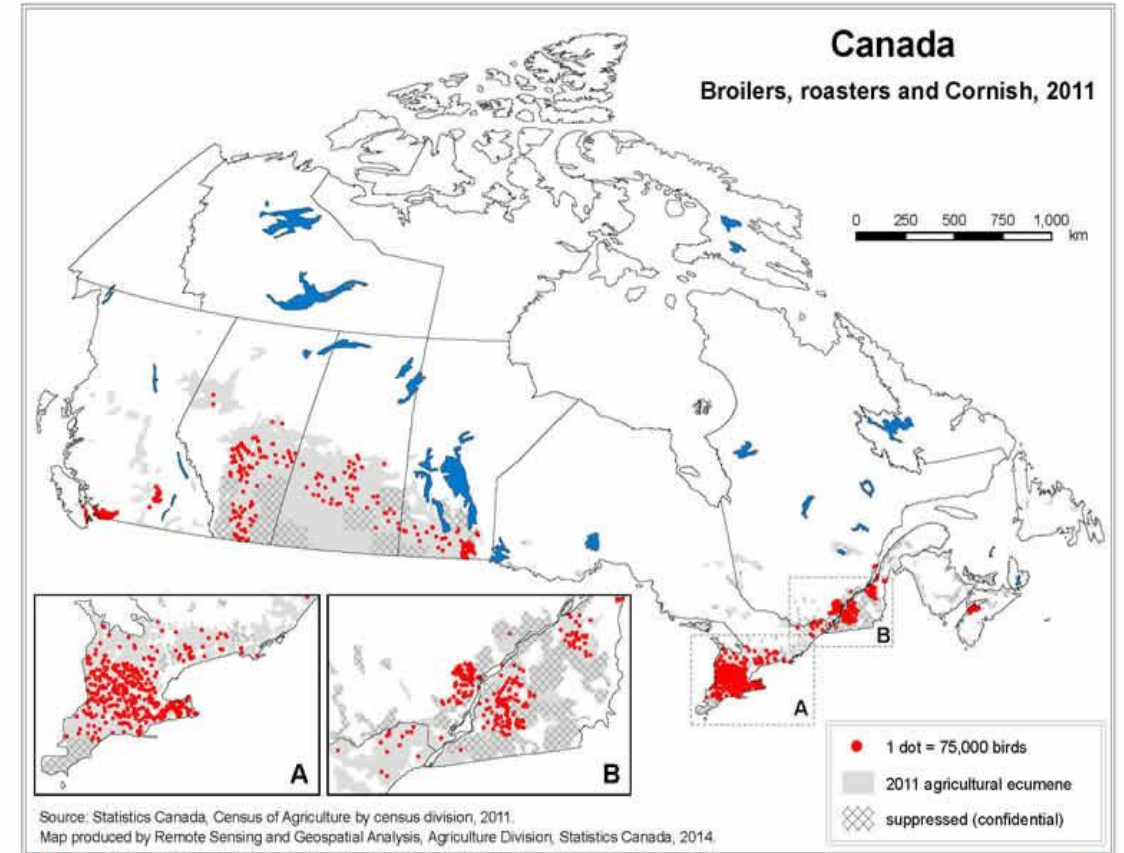 Canada
Broilers, roasters and Cornish, 2011
0 250 500 750 1,000
km
B
A
A
B
1 dot = 75,000 birds
2011 agricultural ecumene
suppressed (confidential)
Source: Statistics Canada, Census of Agriculture by census division, 2011.
Map produced by Remote Sensing and Geospatial Analysis, Agriculture Division, Statistics Canada, 2014.